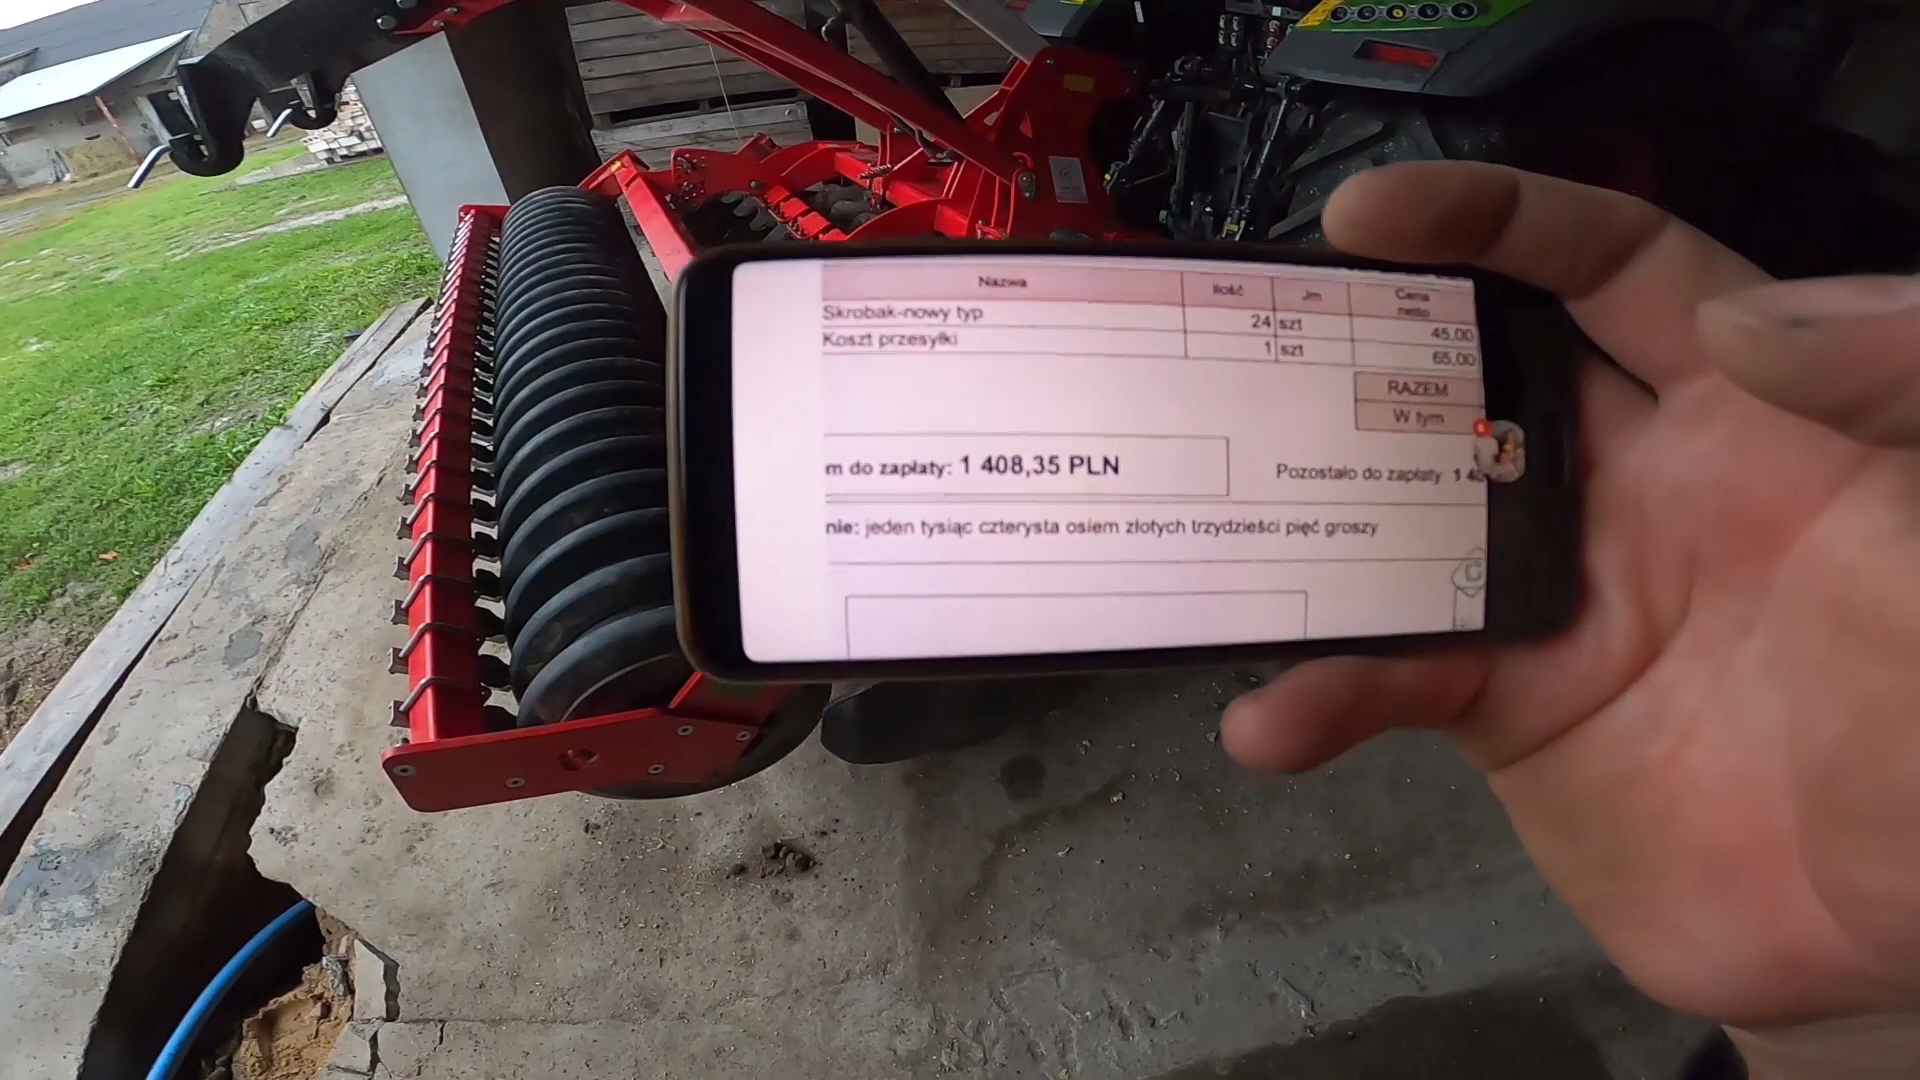 Nazwa Ilość Jm Cena netto
Skrobak-nowy typ 24 szt 45,00
Koszt przesyłki 1 szt 65,00
RAZEM
W tym
m do zapłaty: 1 408,35 PLN Pozostało do zapłaty: 1 40
nie: jeden tysiąc czterysta osiem złotych trzydzieści pięć groszy